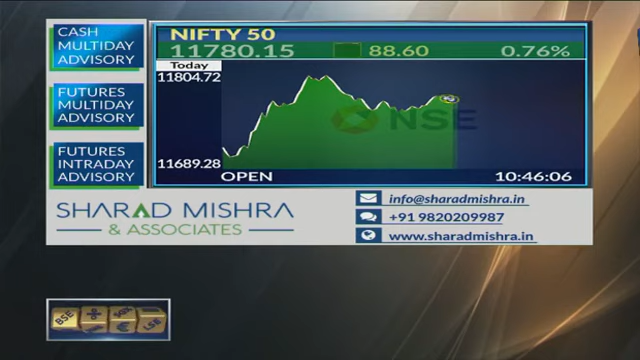 CASH
MULTIDAY
ADVISORY
FUTURES
MULTIDAY
ADVISORY
FUTURES
INTRADAY
ADVISORY
NIFTY 50
11780.15 88.60 0.76%
Today
11804.72
NSE
11689.28
OPEN 10:46:06
SHARAD MISHRA
& ASSOCIATES
info@sharadmishra.in
+91 9820209987
www.sharadmishra.in
BSE
LSE